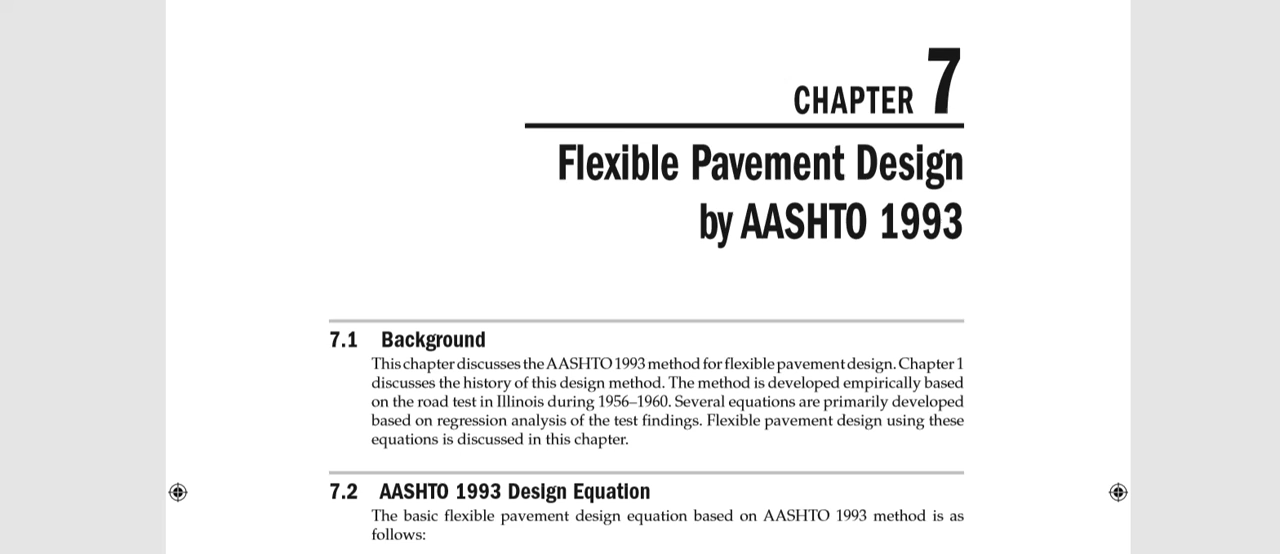 CHAPTER 7
Flexible Pavement Design
by AASHTO 1993
7.1 Background
This chapter discusses the AASHTO 1993 method for flexible pavement design. Chapter 1
discusses the history of this design method. The method is developed empirically based
on the road test in Illinois during 1956–1960. Several equations are primarily developed
based on regression analysis of the test findings. Flexible pavement design using these
equations is discussed in this chapter.
7.2 AASHTO 1993 Design Equation
The basic flexible pavement design equation based on AASHTO 1993 method is as
follows: